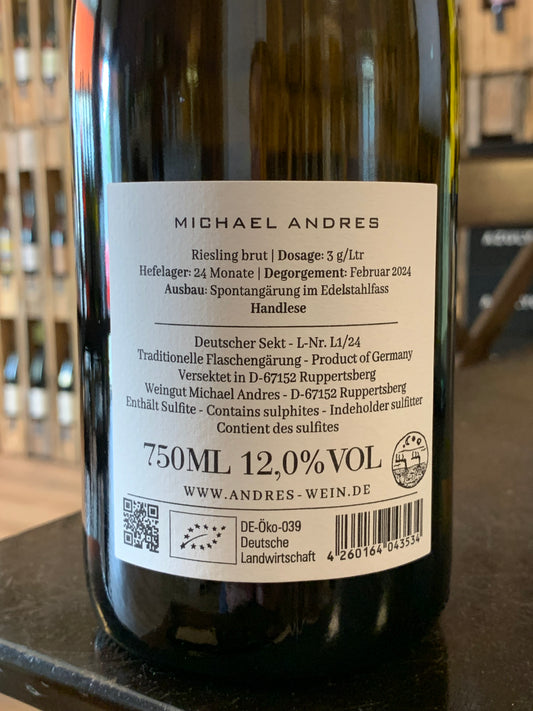 MICHAEL ANDRES
Riesling brut | Dosage: 3 g/Ltr
Hefelager: 24 Monate | Degorgement: Februar 2024
Ausbau: Spontangärung im Edelstahlfass
Handlese
Deutscher Sekt - L-Nr. L1/24
Traditionelle Flaschengärung - Product of Germany
Versektet in D-67152 Ruppertsberg
Weingut Michael Andres - D-67152 Ruppertsberg
Enthält Sulfite - Contains sulphites - Indeholder sulfitter
Contient des sulfites
750ML 12,0%VOL
WWW.ANDRES-WEIN.DE
DE-Öko-039
Deutsche
Landwirtschaft
4 260164 043534